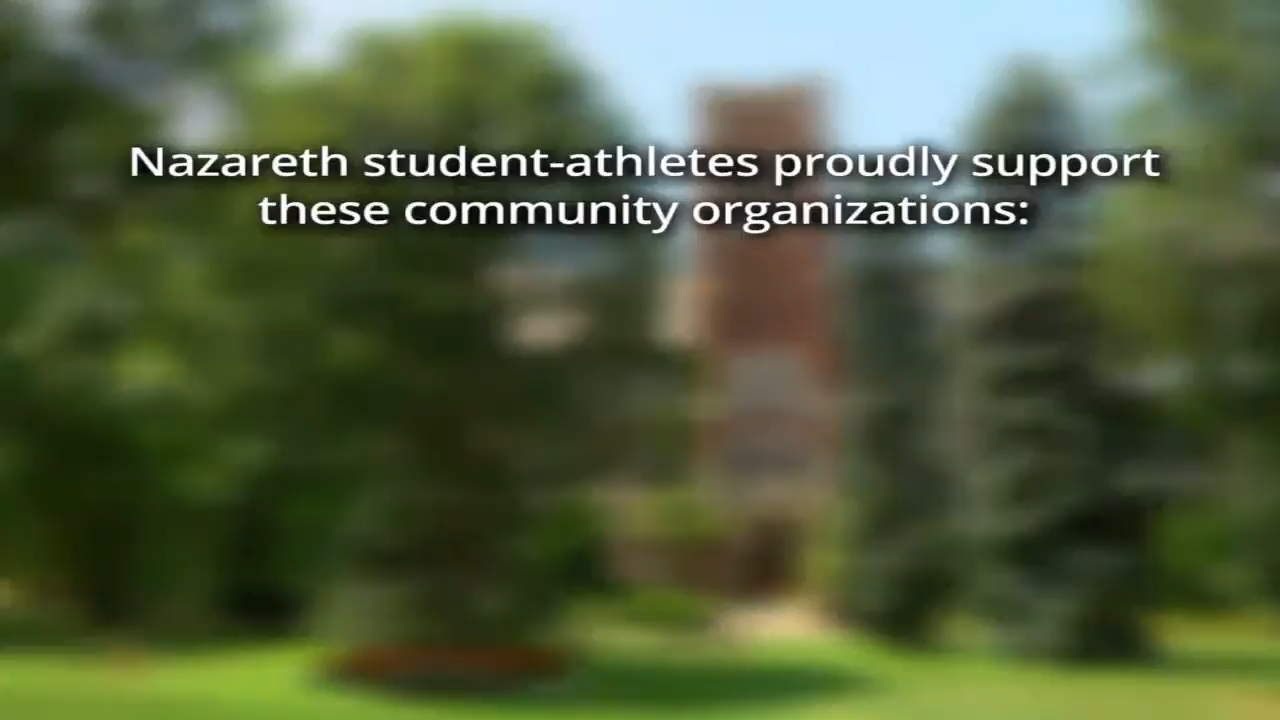 Nazareth student-athletes proudly support
these community organizations: